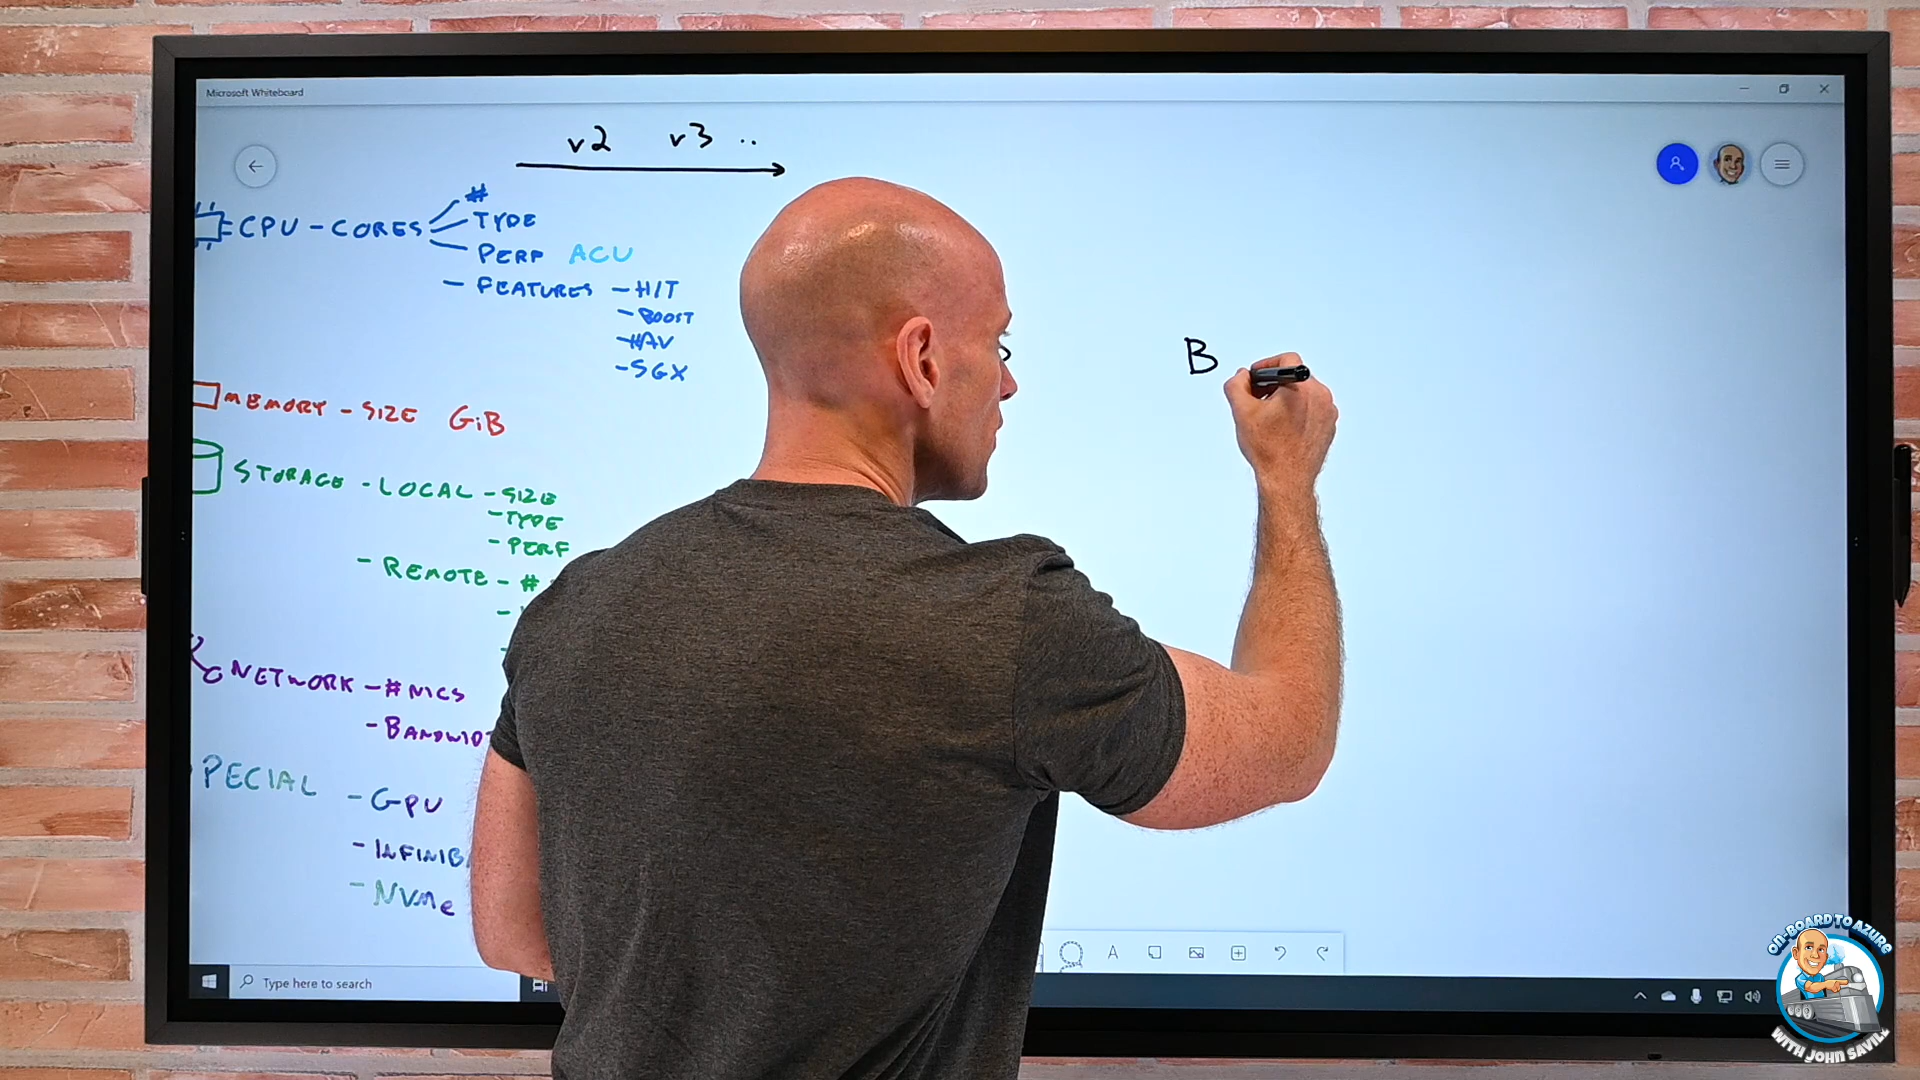 Microsoft Whiteboard
v2 v3 ..
#
CPU - CORES
TYPE
PERF ACU
- FEATURES - H/T
- BOOST
- HAV
- SGX
B
MEMORY - SIZE GiB
STORAGE - LOCAL - SIZE
- TYPE
- PERF
- REMOTE - #
NETWORK - # NICS
- BANDWID
PECIAL - GPU
- INFINIB
- NVMe
Type here to search
ON-BOARD TO AZURE
WITH JOHN SAVILL